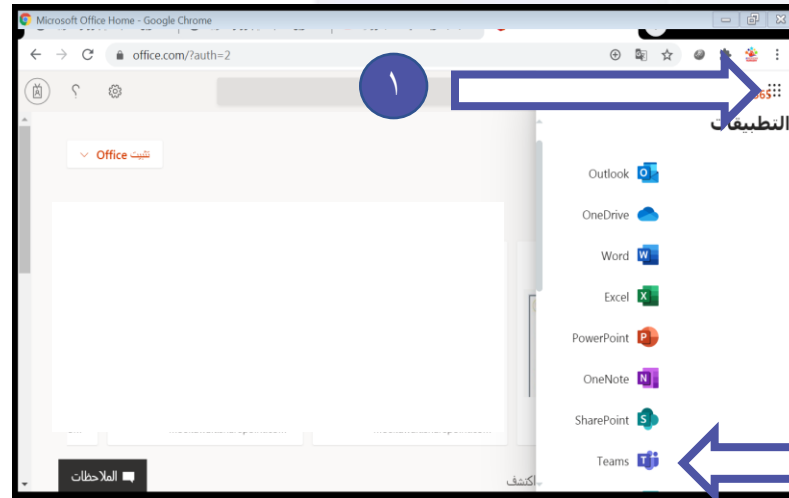 Microsoft Office Home - Google Chrome
office.com/?auth=2
١
365
التطبيقات
تثبيت Office
Outlook
OneDrive
Word
Excel
PowerPoint
OneNote
SharePoint
Teams
الملاحظات
اكتشف